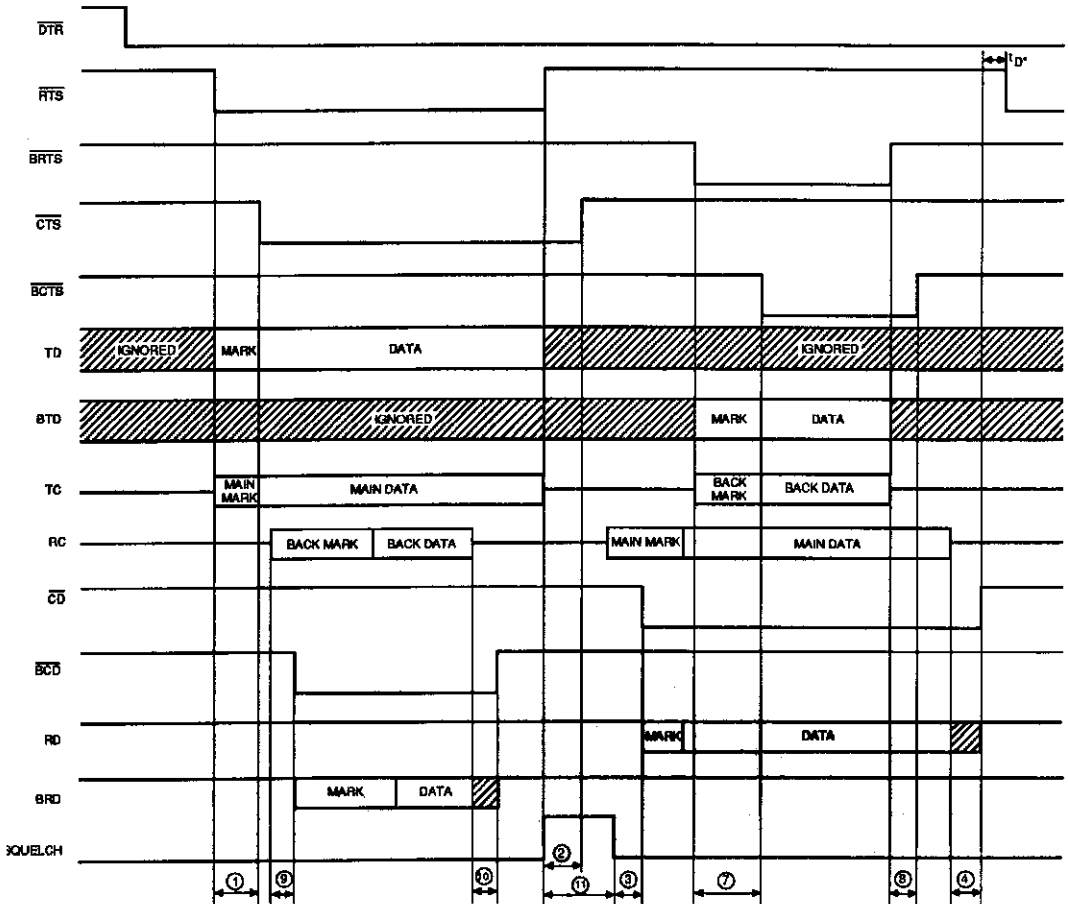 DTR
tD*
RTS
BRTS
CTS
BCTS
TD IGNORED MARK DATA IGNORED
BTD IGNORED MARK DATA
TC MAIN MARK MAIN DATA BACK MARK BACK DATA
RC BACK MARK BACK DATA MAIN MARK MAIN DATA
CD
BCD
RD MARK DATA
BRD MARK DATA
SQUELCH
②
① ⑨ ⑩ ⑪ ③ ⑦ ⑧ ④